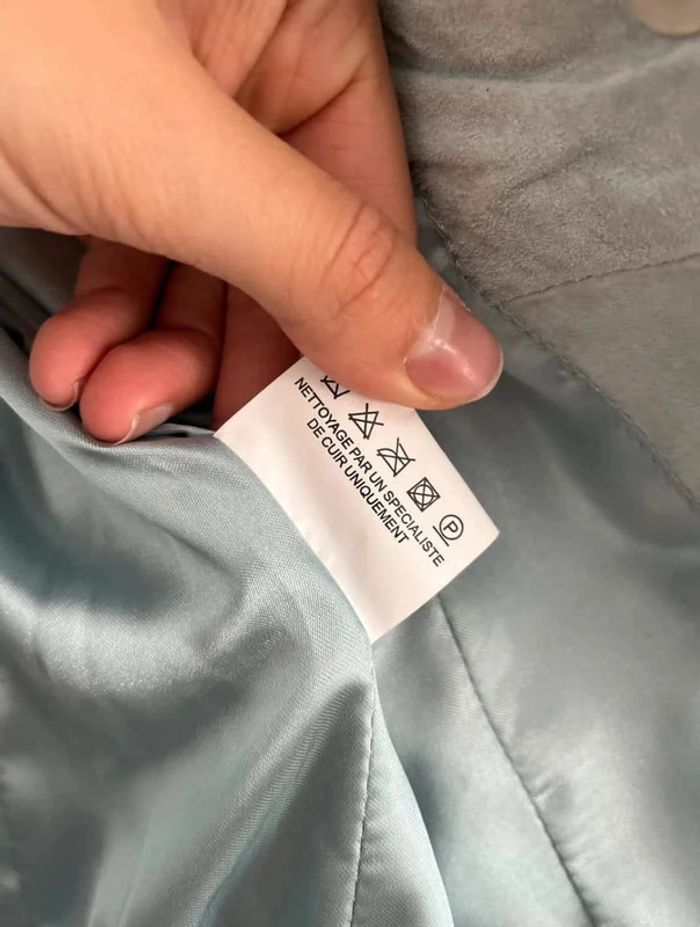 P
NETTOYAGE PAR UN SPECIALISTE
DE CUIR UNIQUEMENT